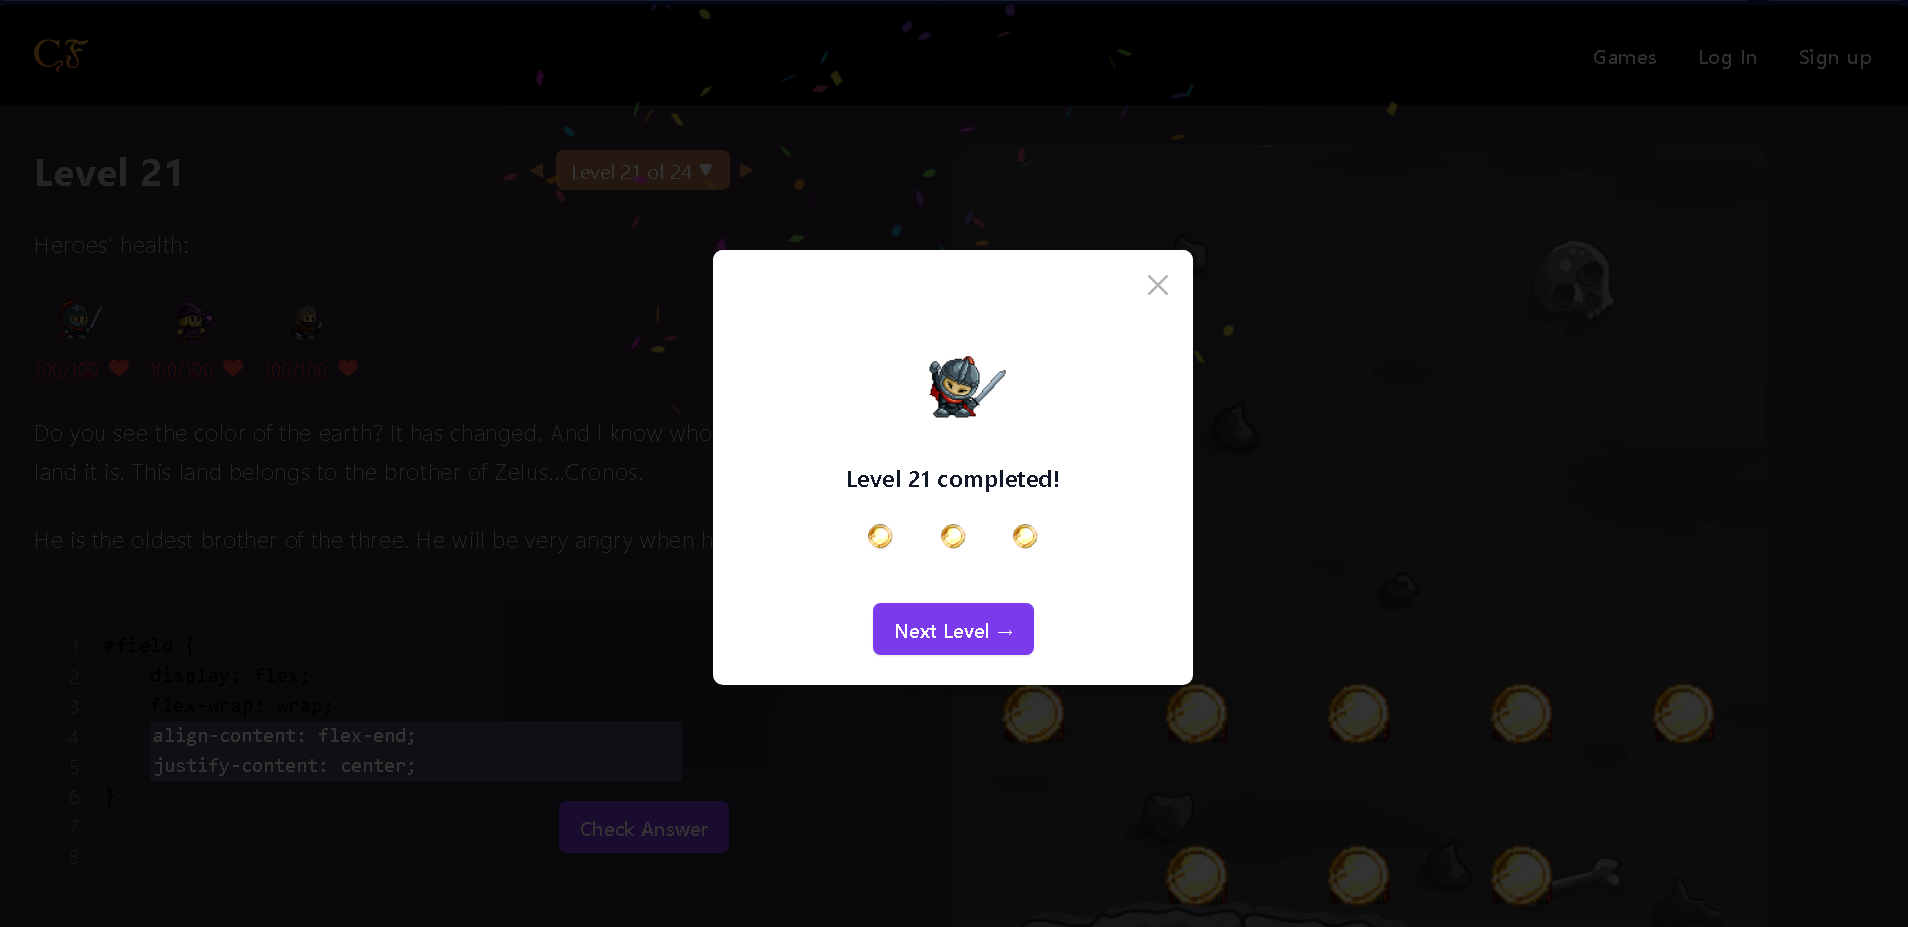 CF
Games
Log In
Sign up
Level 21
◀ Level 21 of 24 ▼ ▶
Heroes' health:
100/100 100/100 100/100
Do you see the color of the earth? It has changed. And I know who
land it is. This land belongs to the brother of Zelus...Cronos.
He is the oldest brother of the three. He will be very angry when
1 #field {
2 display: flex;
3 flex-wrap: wrap;
4 align-content: flex-end;
5 justify-content: center;
6 }
7
8
Check Answer
Level 21 completed!
Next Level →